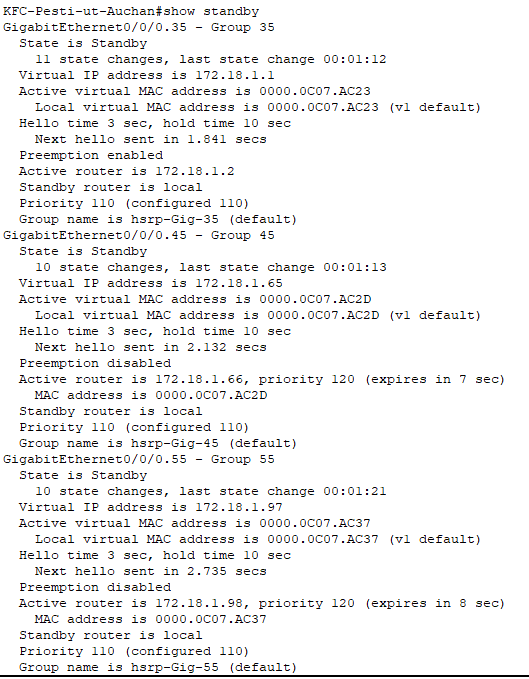 KFC-Pesti-ut-Auchan#show standby
GigabitEthernet0/0/0.35 - Group 35
  State is Standby
    11 state changes, last state change 00:01:12
  Virtual IP address is 172.18.1.1
  Active virtual MAC address is 0000.0C07.AC23
    Local virtual MAC address is 0000.0C07.AC23 (v1 default)
  Hello time 3 sec, hold time 10 sec
    Next hello sent in 1.841 secs
  Preemption enabled
  Active router is 172.18.1.2
  Standby router is local
  Priority 110 (configured 110)
  Group name is hsrp-Gig-35 (default)
GigabitEthernet0/0/0.45 - Group 45
  State is Standby
    10 state changes, last state change 00:01:13
  Virtual IP address is 172.18.1.65
  Active virtual MAC address is 0000.0C07.AC2D
    Local virtual MAC address is 0000.0C07.AC2D (v1 default)
  Hello time 3 sec, hold time 10 sec
    Next hello sent in 2.132 secs
  Preemption disabled
  Active router is 172.18.1.66, priority 120 (expires in 7 sec)
    MAC address is 0000.0C07.AC2D
  Standby router is local
  Priority 110 (configured 110)
  Group name is hsrp-Gig-45 (default)
GigabitEthernet0/0/0.55 - Group 55
  State is Standby
    10 state changes, last state change 00:01:21
  Virtual IP address is 172.18.1.97
  Active virtual MAC address is 0000.0C07.AC37
    Local virtual MAC address is 0000.0C07.AC37 (v1 default)
  Hello time 3 sec, hold time 10 sec
    Next hello sent in 2.735 secs
  Preemption disabled
  Active router is 172.18.1.98, priority 120 (expires in 8 sec)
    MAC address is 0000.0C07.AC37
  Standby router is local
  Priority 110 (configured 110)
  Group name is hsrp-Gig-55 (default)